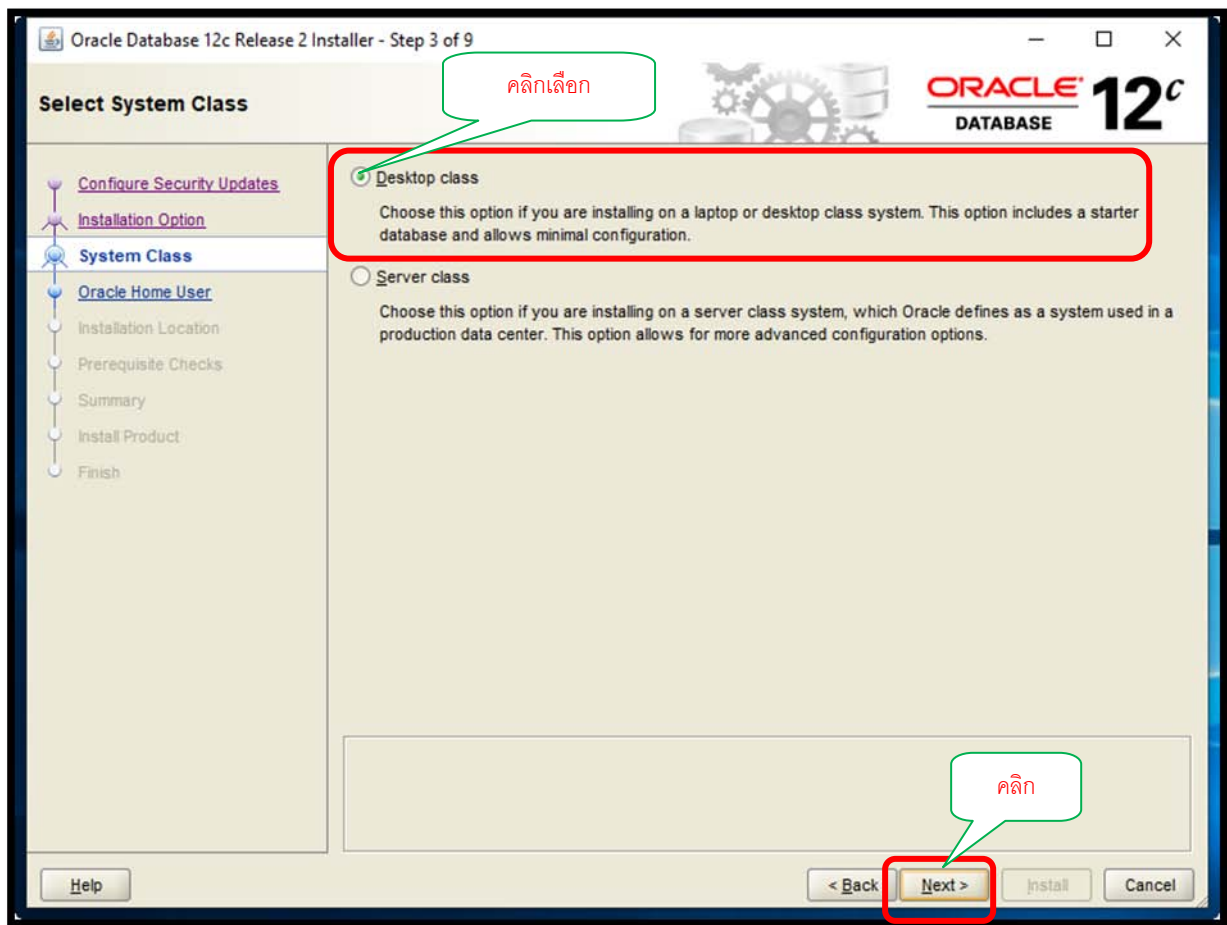 Oracle Database 12c Release 2 Installer - Step 3 of 9
Select System Class
คลิกเลือก
ORACLE
DATABASE
12c
Configure Security Updates
Installation Option
System Class
Oracle Home User
Installation Location
Prerequisite Checks
Summary
Install Product
Finish
Desktop class
Choose this option if you are installing on a laptop or desktop class system. This option includes a starter
database and allows minimal configuration.
Server class
Choose this option if you are installing on a server class system, which Oracle defines as a system used in a
production data center. This option allows for more advanced configuration options.
คลิก
Help
< Back
Next >
Install
Cancel